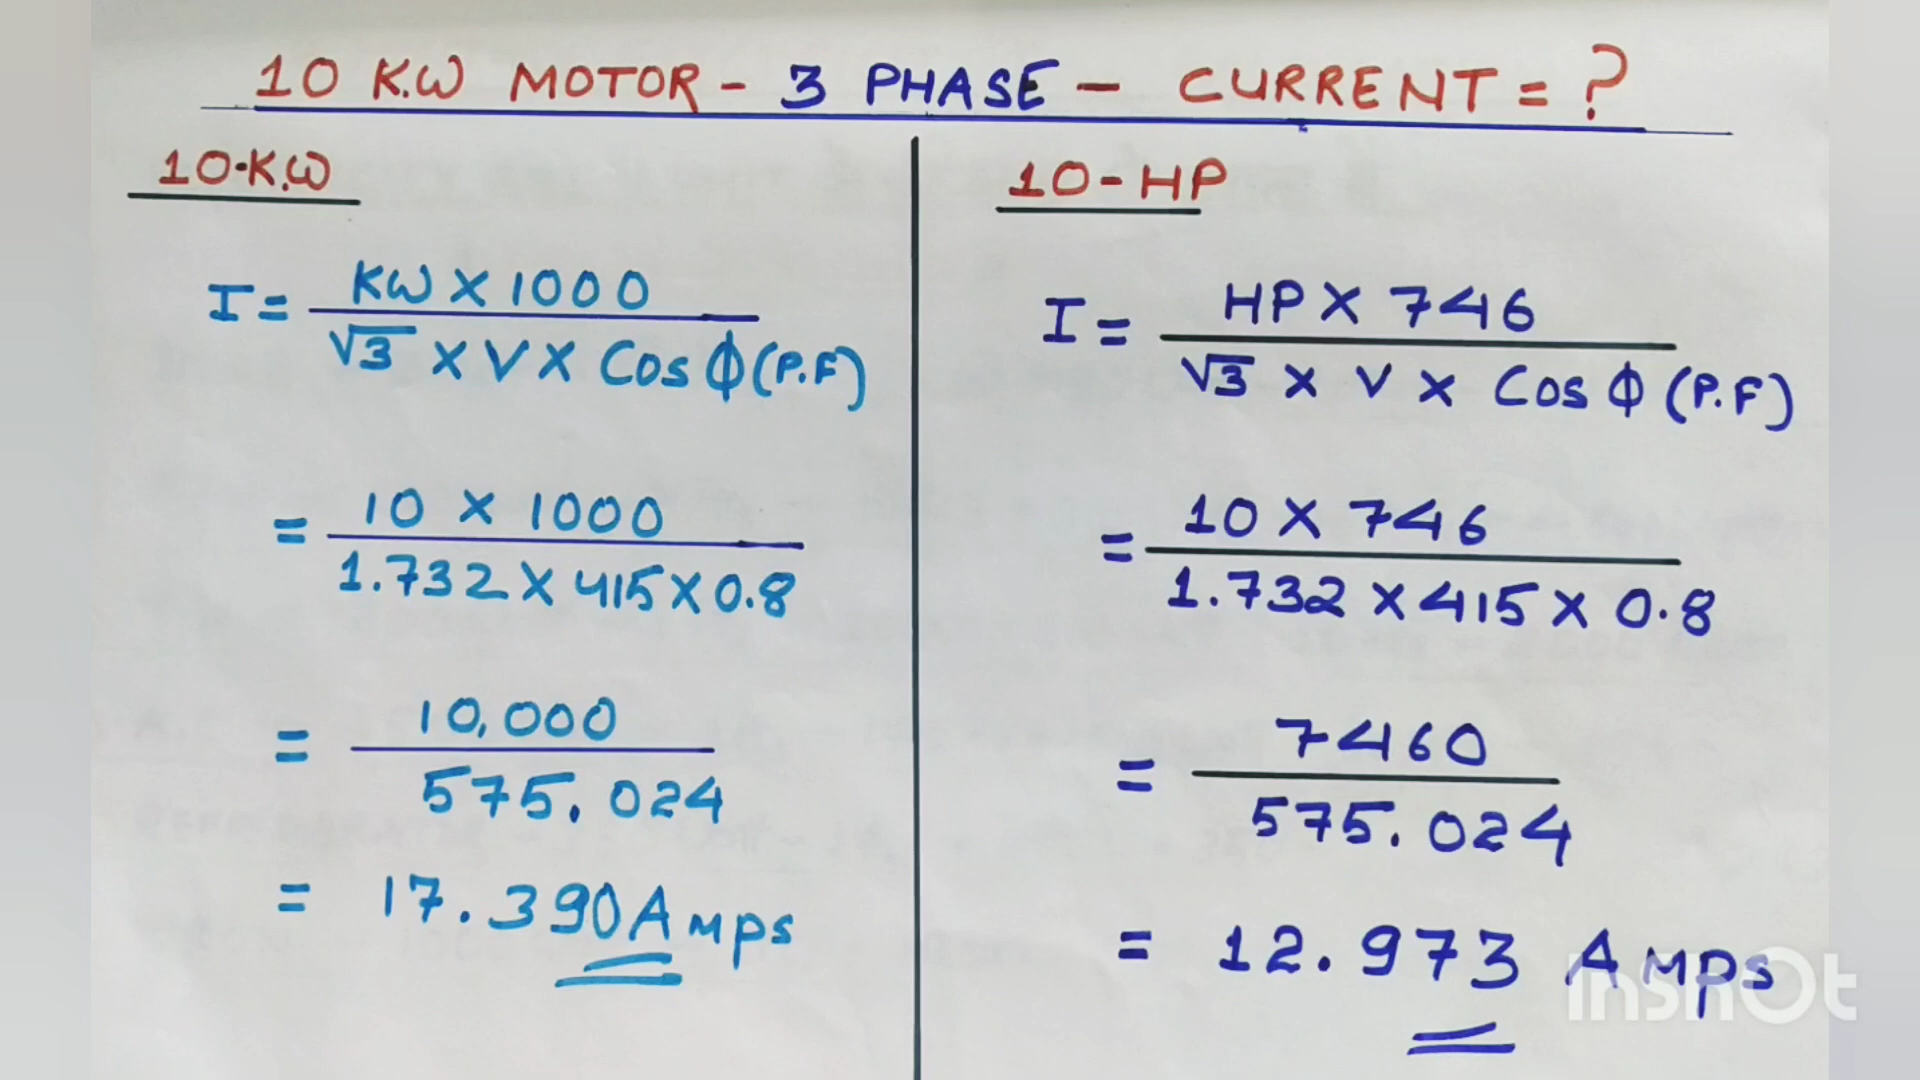 10 K.W MOTOR - 3 PHASE - CURRENT = ?
10-K.W
I = KW X 1000
√3 X V X Cos ϕ (P.F)
= 10 X 1000
1.732 X 415 X 0.8
= 10,000
575.024
= 17.390 Amps
10-HP
I = HP X 746
√3 X V X Cos ϕ (P.F)
= 10 X 746
1.732 X 415 X 0.8
= 7460
575.024
= 12.973 Amps
InShOt